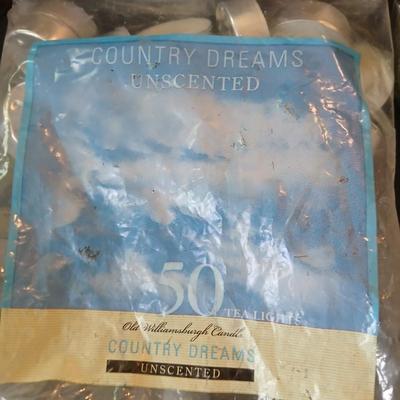 COUNTRY DREAMS
UNSCENTED
50
TEA LIGHTS
Old Williamsburgh Candle
COUNTRY DREAMS
UNSCENTED